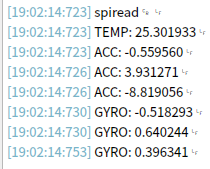 [19:02:14:723] spiread
[19:02:14:723] TEMP: 25.301933
[19:02:14:723] ACC: -0.559560
[19:02:14:726] ACC: 3.931271
[19:02:14:726] ACC: -8.819056
[19:02:14:730] GYRO: -0.518293
[19:02:14:730] GYRO: 0.640244
[19:02:14:753] GYRO: 0.396341